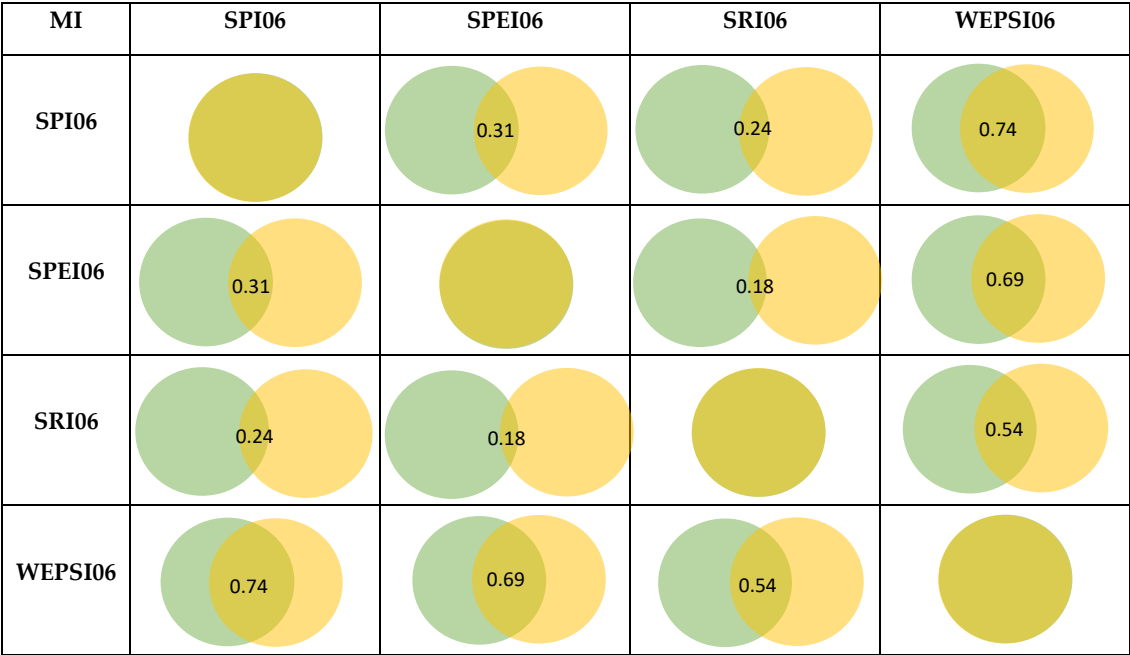 MI SPI06 SPEI06 SRI06 WEPSI06
SPI06 0.31 0.24 0.74
SPEI06 0.31 0.18 0.69
SRI06 0.24 0.18 0.54
WEPSI06 0.74 0.69 0.54